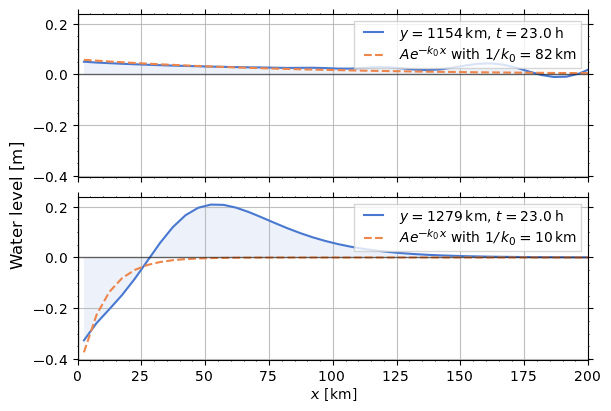 0.2
0.0
−0.2
−0.4
y = 1154 km, t = 23.0 h
Ae^{−k₀x} with 1/k₀ = 82 km
Water level [m]
0.2
0.0
−0.2
−0.4
y = 1279 km, t = 23.0 h
Ae^{−k₀x} with 1/k₀ = 10 km
0 25 50 75 100 125 150 175 200
x [km]